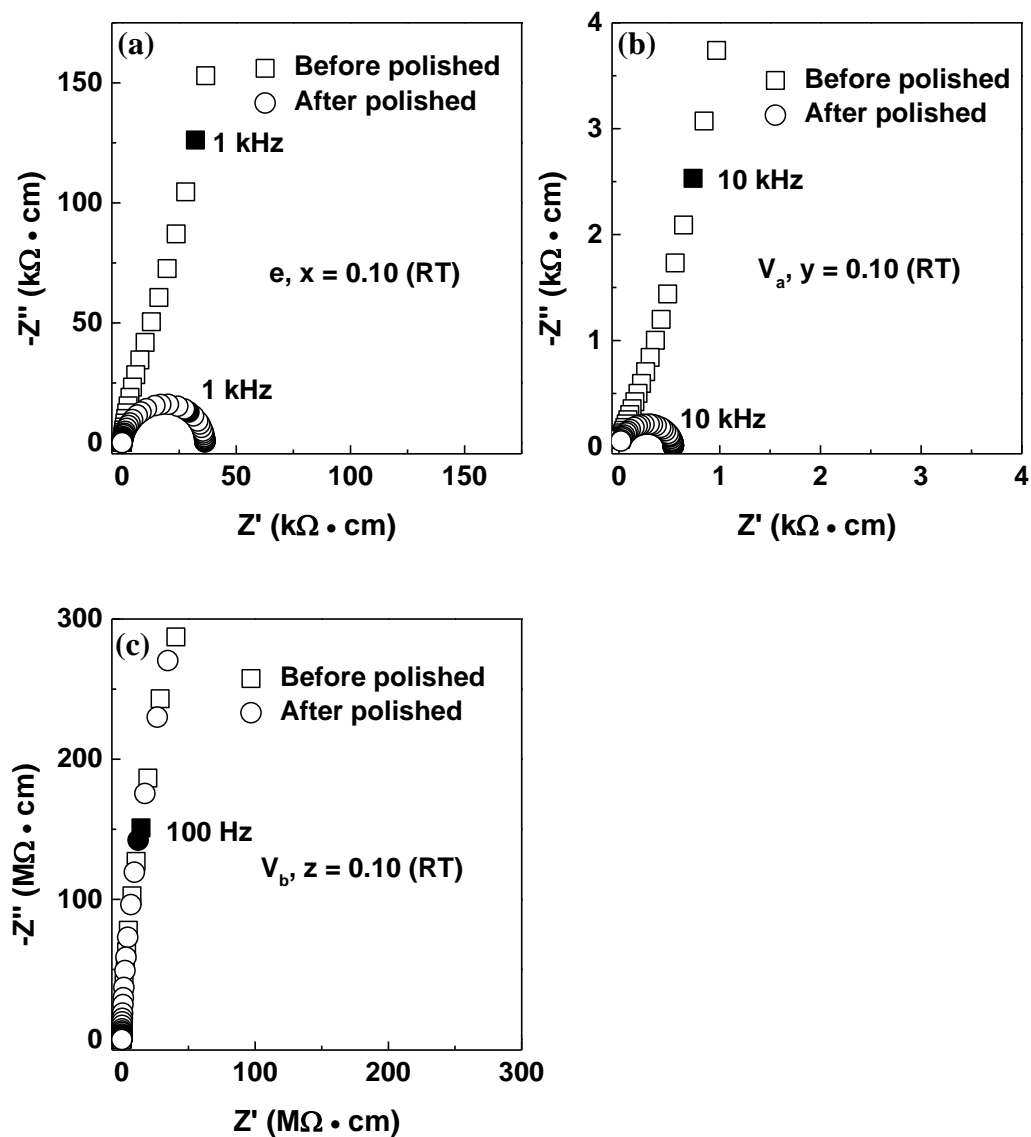 (a)
Before polished
After polished
1 kHz
1 kHz
e, x = 0.10 (RT)
150
100
50
0
-Z'' (kΩ • cm)
0 50 100 150
Z' (kΩ • cm)
(b)
Before polished
After polished
10 kHz
10 kHz
Va, y = 0.10 (RT)
4
3
2
1
0
-Z'' (kΩ • cm)
0 1 2 3 4
Z' (kΩ • cm)
(c)
Before polished
After polished
100 Hz
Vb, z = 0.10 (RT)
300
200
100
0
-Z'' (MΩ • cm)
0 100 200 300
Z' (MΩ • cm)